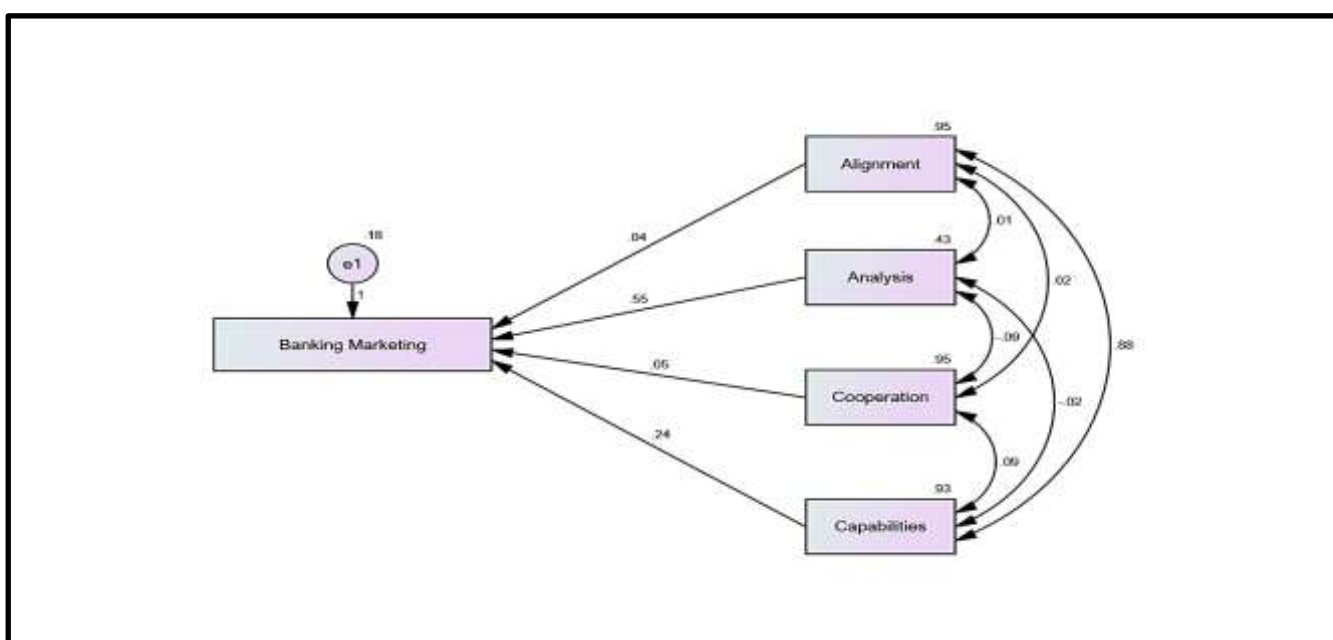 .95
Alignment
.18
.04
.01
.43
e1
Analysis
1
.55
.02
Banking Marketing
-.09
.88
.95
.05
Cooperation
-.02
.24
.09
.93
Capabilities